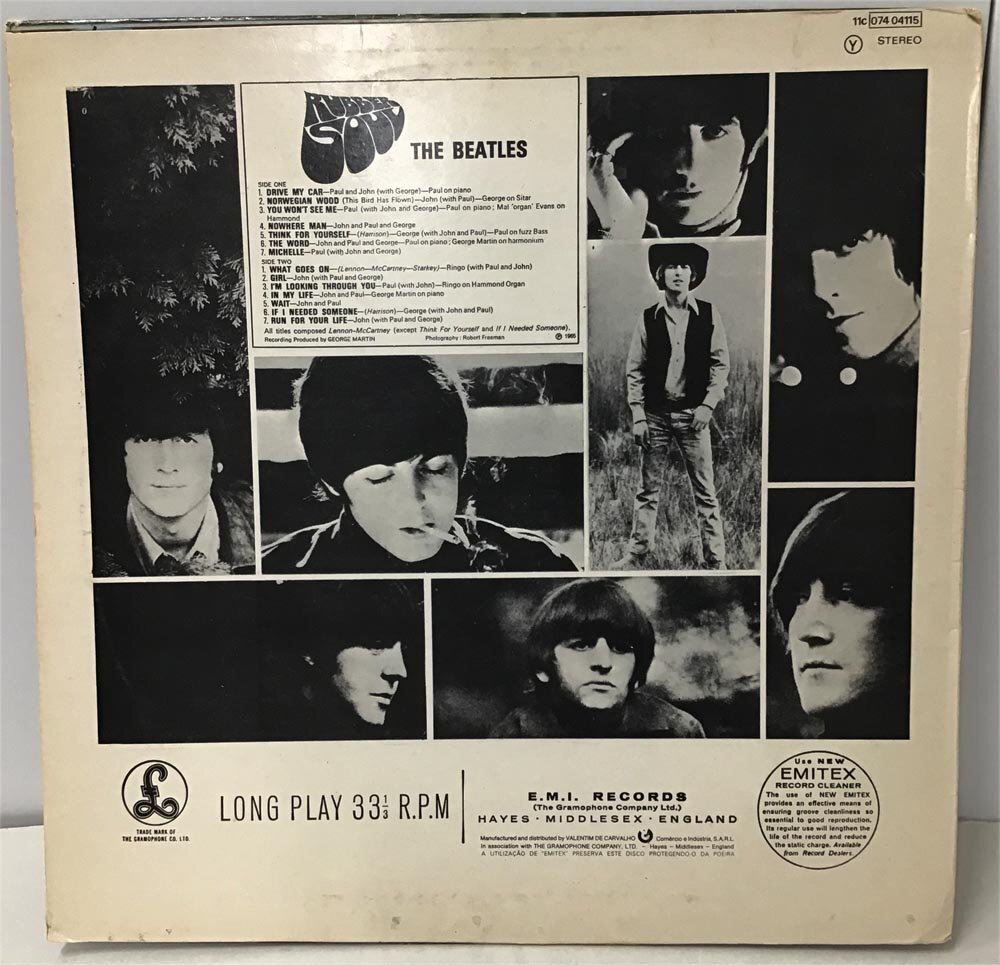 11c 074 04115
Y STEREO
RUBBER
SOUL
THE BEATLES
SIDE ONE
1. DRIVE MY CAR—Paul and John (with George)—Paul on piano
2. NORWEGIAN WOOD (This Bird Has Flown)—John (with Paul)—George on Sitar
3. YOU WON'T SEE ME—Paul (with John and George)—Paul on piano; Mal 'organ' Evans on
Hammond
4. NOWHERE MAN—John and Paul and George
5. THINK FOR YOURSELF—(Harrison)—George (with John and Paul)—Paul on fuzz Bass
6. THE WORD—John and Paul and George—Paul on piano; George Martin on harmonium
7. MICHELLE—Paul (with John and George)
SIDE TWO
1. WHAT GOES ON—(Lennon-McCartney-Starkey)—Ringo (with Paul and John)
2. GIRL—John (with Paul and George)
3. I'M LOOKING THROUGH YOU—Paul (with John)—Ringo on Hammond Organ
4. IN MY LIFE—John and Paul—George Martin on piano
5. WAIT—John and Paul
6. IF I NEEDED SOMEONE—(Harrison)—George (with John and Paul)
7. RUN FOR YOUR LIFE—John (with Paul and George)
All titles composed Lennon-McCartney (except Think For Yourself and If I Needed Someone).
Recording Produced by GEORGE MARTIN Photography: Robert Freeman ℗ 1965
£
TRADE MARK OF
THE GRAMOPHONE CO. LTD.
LONG PLAY 33⅓ R.P.M
E.M.I. RECORDS
(The Gramophone Company Ltd.)
HAYES · MIDDLESEX · ENGLAND
Manufactured and distributed by VALENTIM DE CARVALHO Comércio e Indústria, S.A.R.L.
In association with THE GRAMOPHONE COMPANY, LTD. - Hayes - Middlesex - England
A UTILIZAÇÃO DE "EMITEX" PRESERVA ESTE DISCO PROTEGENDO-O DA POEIRA
Use NEW
EMITEX
RECORD CLEANER
The use of NEW EMITEX
provides an effective means of
ensuring groove cleanliness so
essential to good reproduction.
Its regular use will lengthen the
life of the record and reduce
the static charge. Available
from Record Dealers.